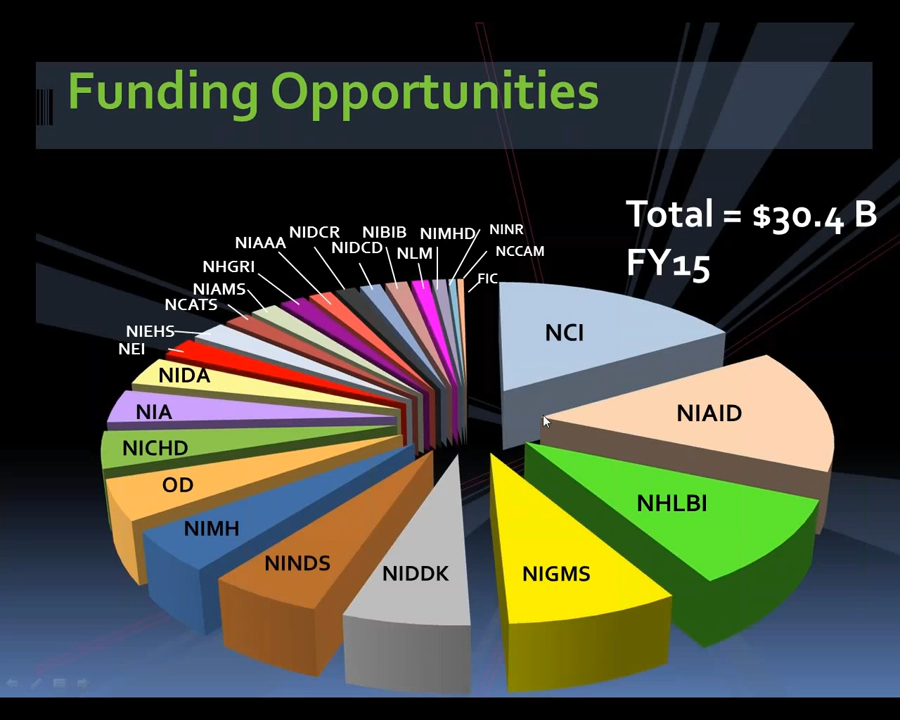 Funding Opportunities
Total = $30.4 B
FY15
NCI
NIAID
NHLBI
NIGMS
NIDDK
NINDS
NIMH
OD
NICHD
NIA
NIDA
NEI
NIEHS
NCATS
NIAMS
NHGRI
NIAAA
NIDCR
NIDCD
NIBIB
NLM
NIMHD
NINR
NCCAM
FIC